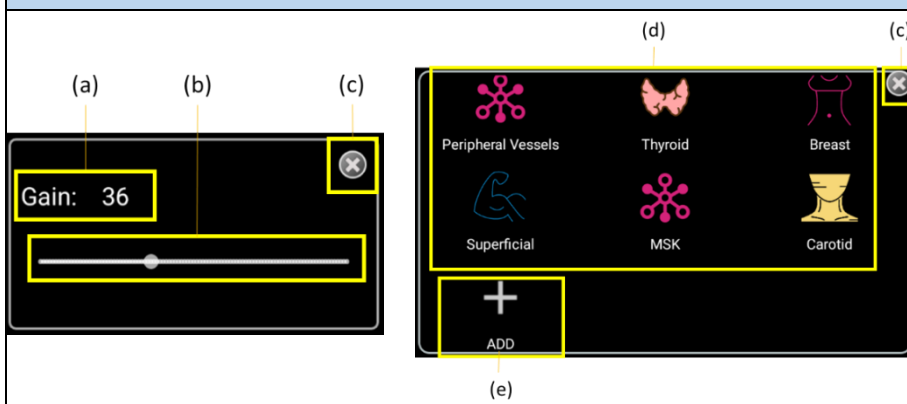 (a)
(b)
(c)
Gain: 36
(d)
(c)
Peripheral Vessels
Thyroid
Breast
Superficial
MSK
Carotid
ADD
(e)